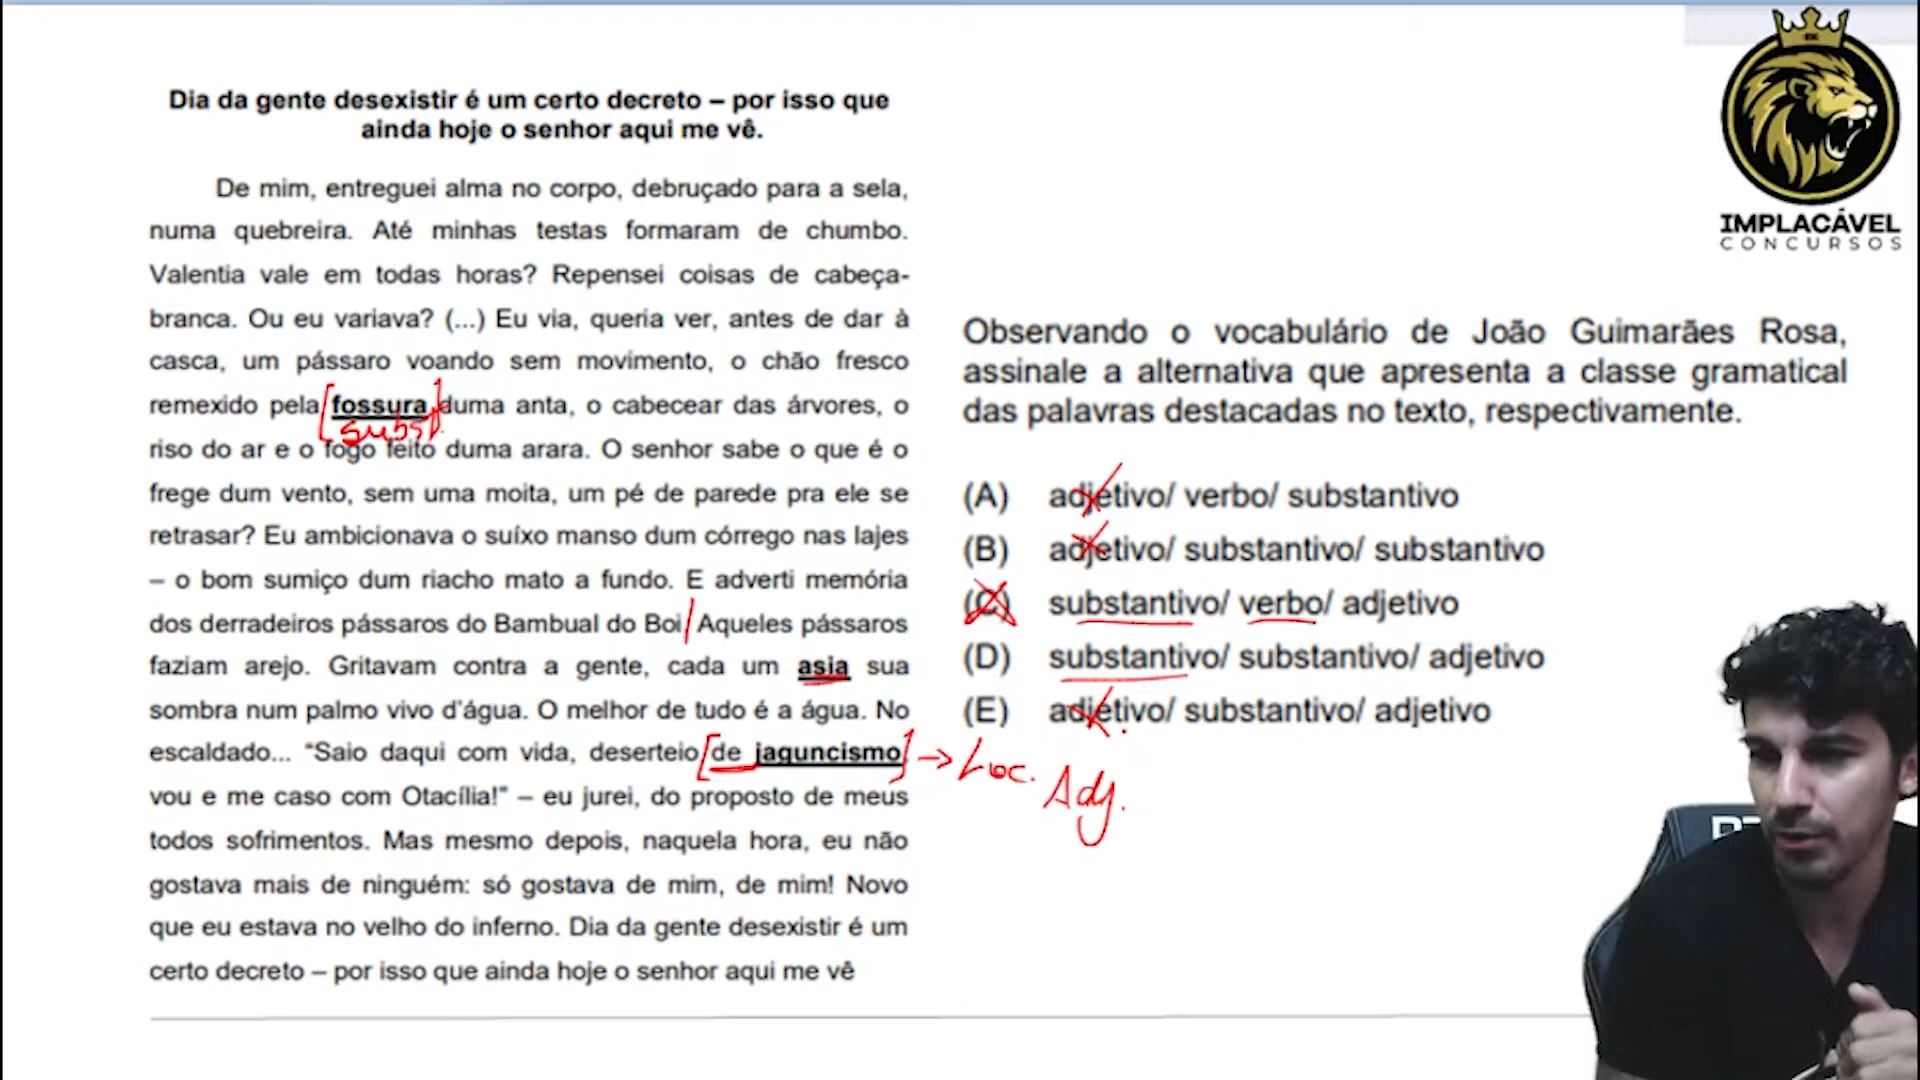 Dia da gente desexistir é um certo decreto – por isso que
ainda hoje o senhor aqui me vê.
De mim, entreguei alma no corpo, debruçado para a sela,
numa quebreira. Até minhas testas formaram de chumbo.
Valentia vale em todas horas? Repensei coisas de cabeça-
branca. Ou eu variava? (...) Eu via, queria ver, antes de dar à
casca, um pássaro voando sem movimento, o chão fresco
remexido pela fossura duma anta, o cabecear das árvores, o
subst.
riso do ar e o fogo feito duma arara. O senhor sabe o que é o
frege dum vento, sem uma moita, um pé de parede pra ele se
retrasar? Eu ambicionava o suíxo manso dum córrego nas lajes
– o bom sumiço dum riacho mato a fundo. E adverti memória
dos derradeiros pássaros do Bambual do Boi Aqueles pássaros
faziam arejo. Gritavam contra a gente, cada um asia sua
sombra num palmo vivo d'água. O melhor de tudo é a água. No
escaldado... “Saio daqui com vida, deserteio de jaguncismo
vou e me caso com Otacília!” – eu jurei, do proposto de meus
todos sofrimentos. Mas mesmo depois, naquela hora, eu não
gostava mais de ninguém: só gostava de mim, de mim! Novo
que eu estava no velho do inferno. Dia da gente desexistir é um
certo decreto – por isso que ainda hoje o senhor aqui me vê
→ Loc. Adj.
IMPLACÁVEL
CONCURSOS
Observando o vocabulário de João Guimarães Rosa,
assinale a alternativa que apresenta a classe gramatical
das palavras destacadas no texto, respectivamente.
(A) adjetivo/ verbo/ substantivo
(B) adjetivo/ substantivo/ substantivo
(C) substantivo/ verbo/ adjetivo
(D) substantivo/ substantivo/ adjetivo
(E) adjetivo/ substantivo/ adjetivo